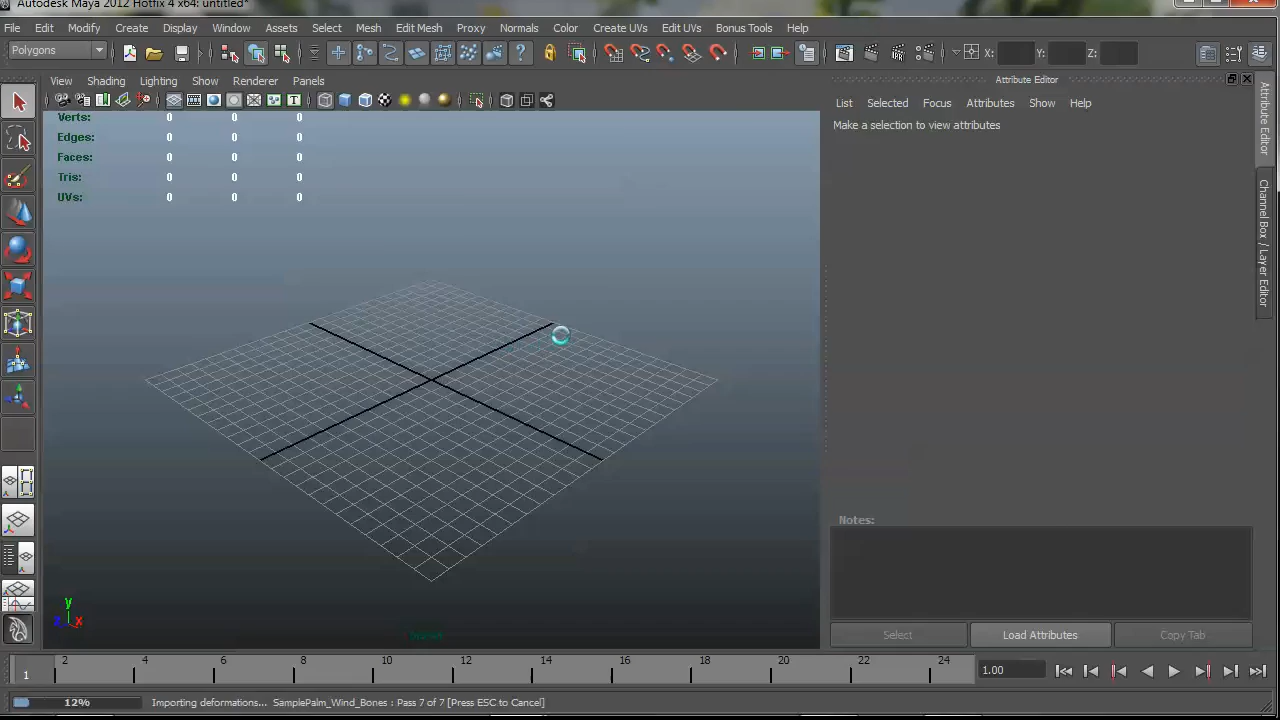 Autodesk Maya 2012 Hotfix 4 x64: untitled*
File Edit Modify Create Display Window Assets Select Mesh Edit Mesh Proxy Normals Color Create UVs Edit UVs Bonus Tools Help
Polygons X: Y: Z:
Attribute Editor
View Shading Lighting Show Renderer Panels
List Selected Focus Attributes Show Help
Make a selection to view attributes
Verts: 0 0 0
Edges: 0 0 0
Faces: 0 0 0
Tris: 0 0 0
UVs: 0 0 0
Attribute Editor
Channel Box / Layer Editor
Notes:
y
z x
Select Load Attributes Copy Tab
1 2 4 6 8 10 12 14 16 18 20 22 24 1.00
12% Importing deformations... SamplePalm_Wind_Bones : Pass 7 of 7 [Press ESC to Cancel]